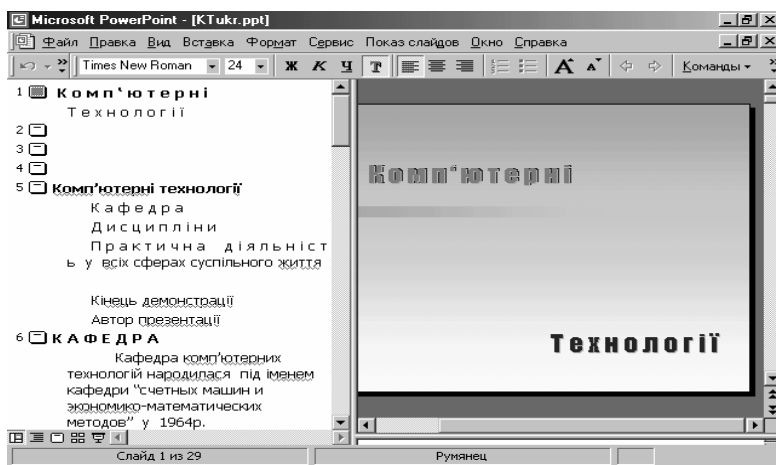 Microsoft PowerPoint - [KTukr.ppt]
Файл Правка Вид Вставка Формат Сервис Показ слайдов Окно Справка
Times New Roman 24 Ж К Ч Т A A Команды
1 Комп'ютерні
Технології
2
3
4
5 Комп'ютерні технології
Кафедра
Дисципліни
Практична діяльніст
ь у всіх сферах суспільного життя
Кінець демонстрації
Автор презентації
6 КАФЕДРА
Кафедра комп'ютерних
технологій народилася під іменем
кафедри "счетных машин и
экономико-математических
методов" у 1964р.
Комп'ютерні
Технології
Слайд 1 из 29 Румянец